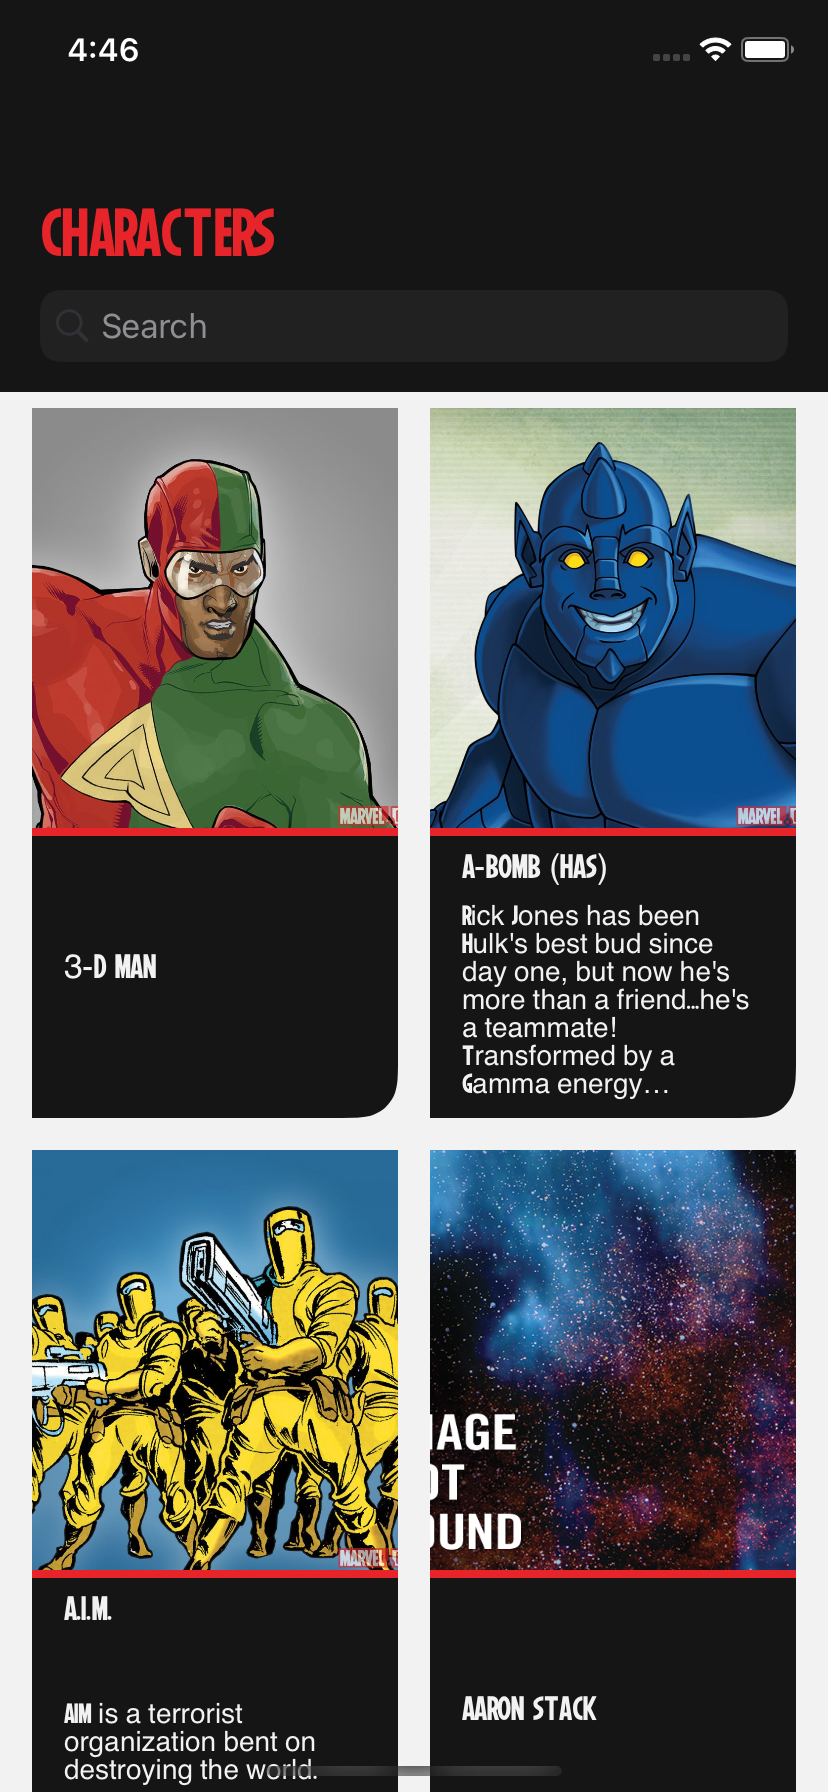 4:46
CHARACTERS
Search
MARVEL
MARVEL
3-D MAN
A-BOMB (HAS)
Rick Jones has been
Hulk's best bud since
day one, but now he's
more than a friend...he's
a teammate!
Transformed by a
Gamma energy...
MARVEL
AGE
OT
OUND
A.I.M.
AIM is a terrorist
organization bent on
destroying the world.
AARON STACK